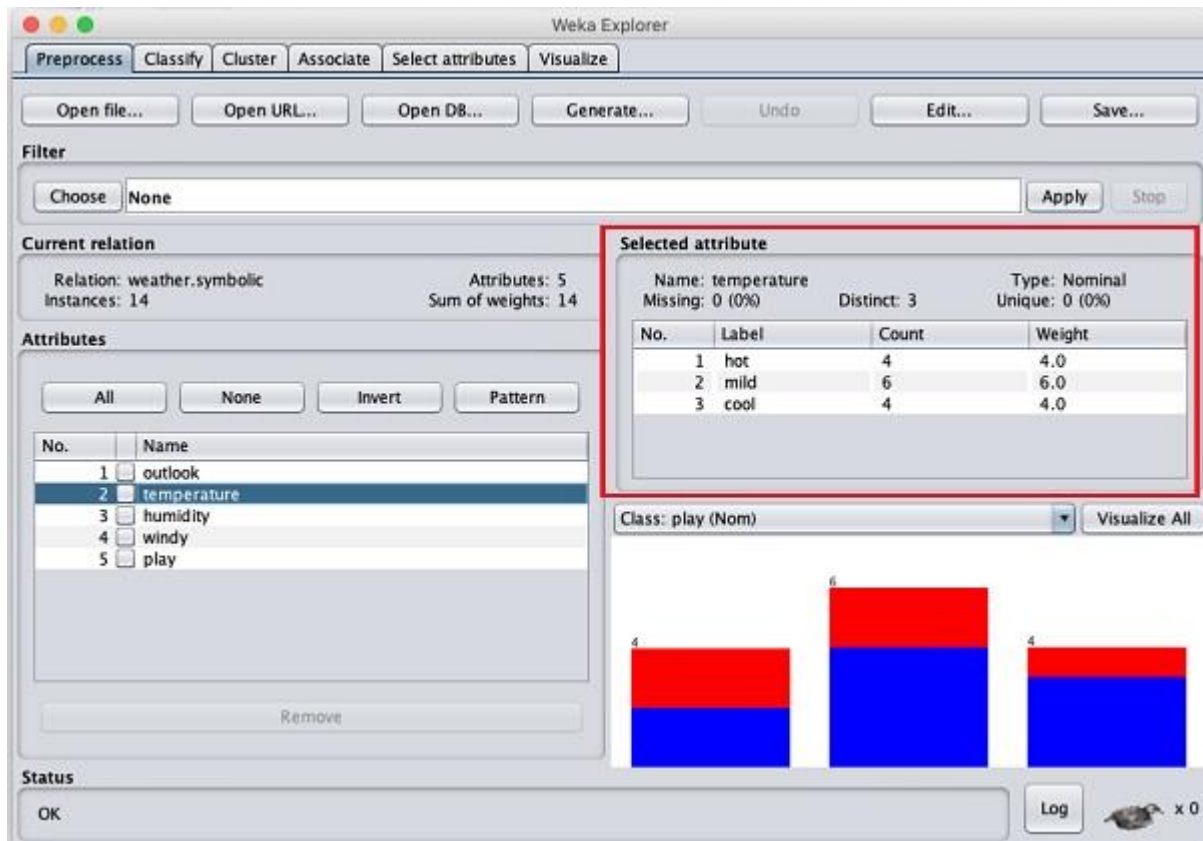 Weka Explorer
Preprocess Classify Cluster Associate Select attributes Visualize
Open file... Open URL... Open DB... Generate... Undo Edit... Save...
Filter
Choose None Apply Stop
Current relation
Relation: weather.symbolic Attributes: 5
Instances: 14 Sum of weights: 14
Attributes
All None Invert Pattern
No. Name
1 outlook
2 temperature
3 humidity
4 windy
5 play
Remove
Selected attribute
Name: temperature Type: Nominal
Missing: 0 (0%) Distinct: 3 Unique: 0 (0%)
No. Label Count Weight
1 hot 4 4.0
2 mild 6 6.0
3 cool 4 4.0
Class: play (Nom) Visualize All
4 6 4
Status
OK Log x 0